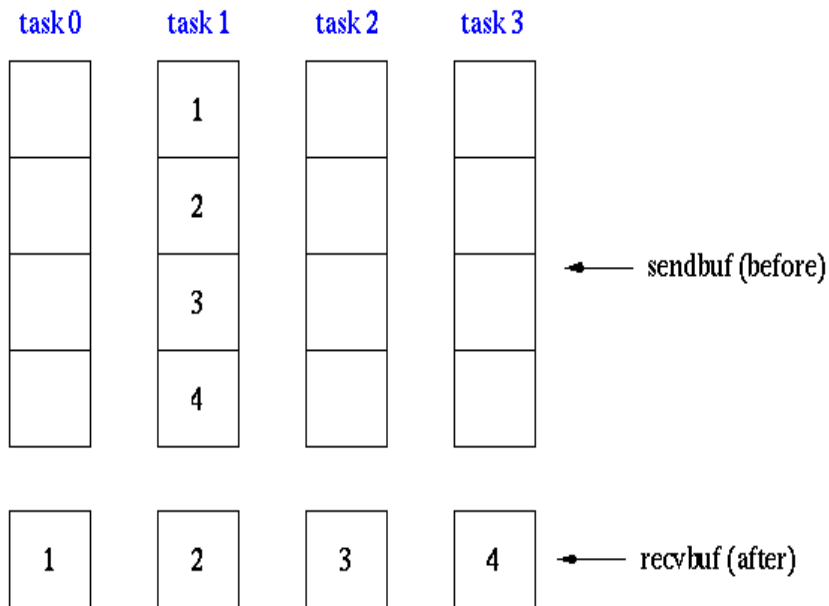 task 0 task 1 task 2 task 3
1
2
sendbuf (before)
3
4
1 2 3 4 recvbuf (after)